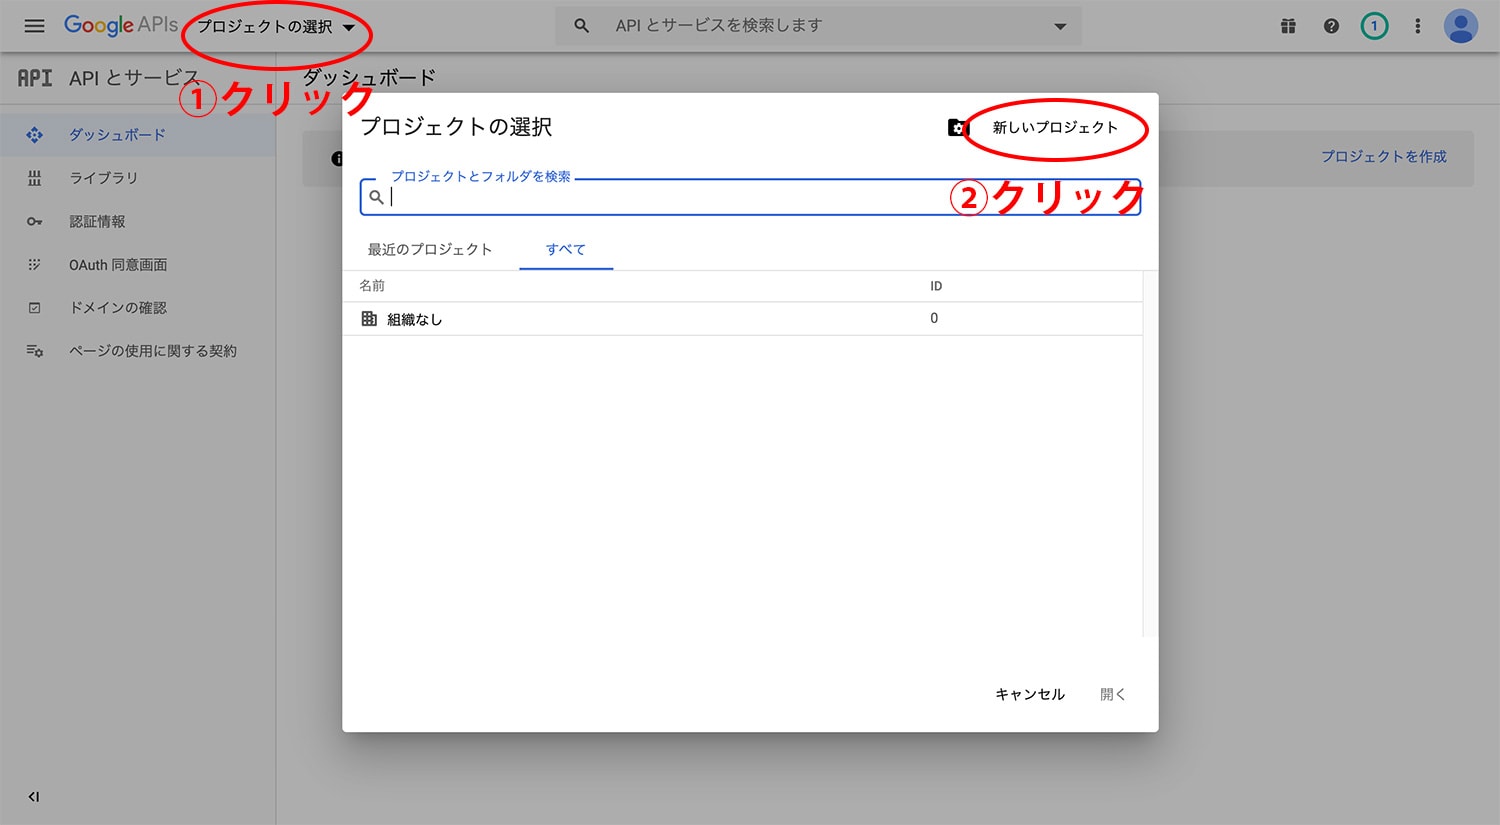 Google APIs
プロジェクトの選択
API とサービスを検索します
1
API
API とサービス
ダッシュボード
①クリック
ダッシュボード
ライブラリ
認証情報
OAuth 同意画面
ドメインの確認
ページの使用に関する契約
プロジェクトを作成
プロジェクトの選択
新しいプロジェクト
プロジェクトとフォルダを検索
②クリック
最近のプロジェクト
すべて
名前
ID
組織なし
0
キャンセル
開く